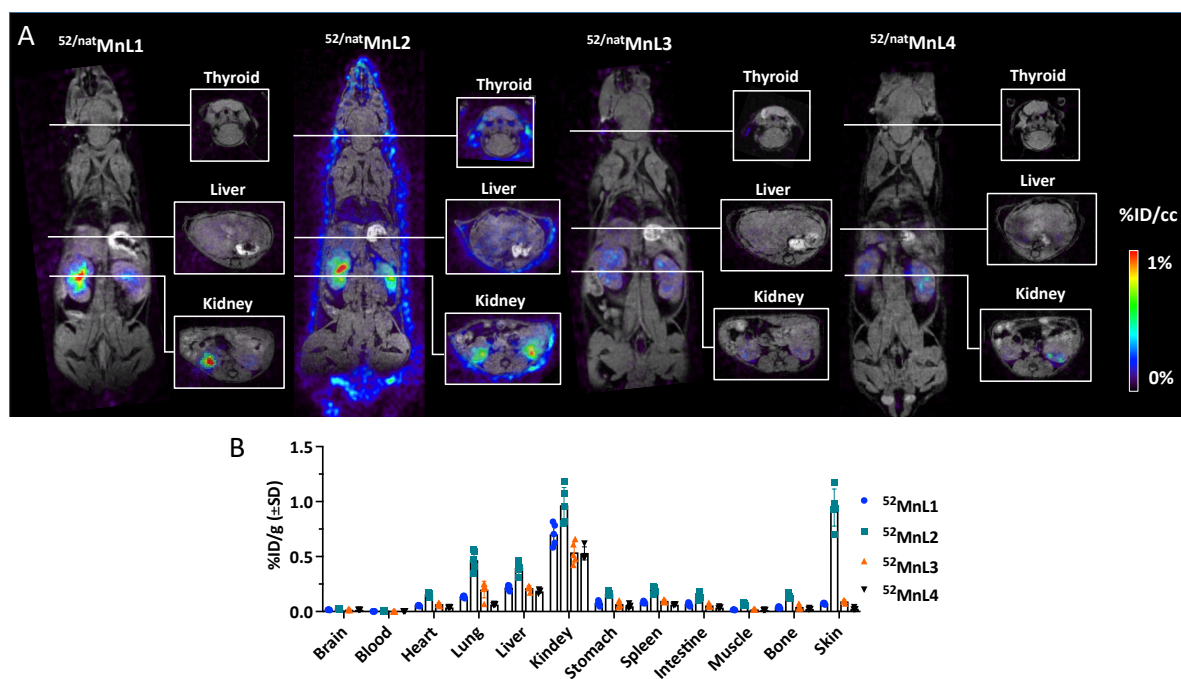 A
52/natMnL1
52/natMnL2
52/natMnL3
52/natMnL4
Thyroid
Thyroid
Thyroid
Thyroid
Liver
Liver
Liver
Liver
Kidney
Kidney
Kidney
Kidney
%ID/cc
1%
0%
B
%ID/g (±SD)
1.5
1.0
0.5
0.0
Brain
Blood
Heart
Lung
Liver
Kindey
Stomach
Spleen
Intestine
Muscle
Bone
Skin
52MnL1
52MnL2
52MnL3
52MnL4